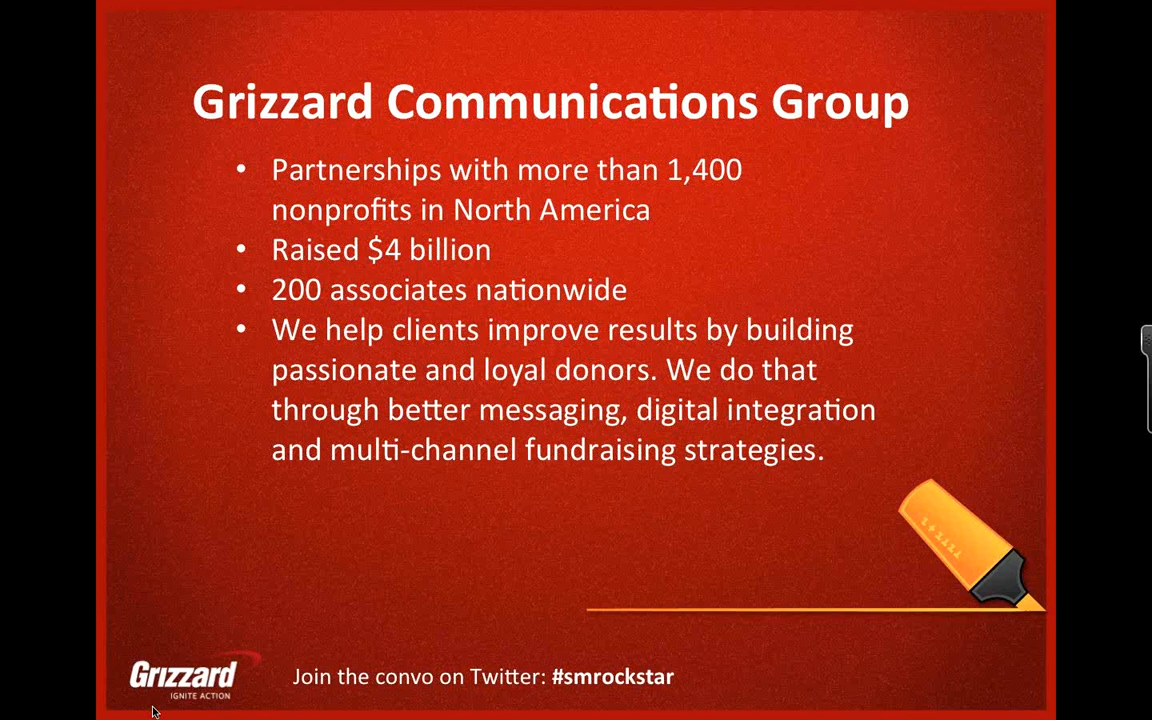 Grizzard Communications Group
• Partnerships with more than 1,400
nonprofits in North America
• Raised $4 billion
• 200 associates nationwide
• We help clients improve results by building
passionate and loyal donors. We do that
through better messaging, digital integration
and multi-channel fundraising strategies.
Grizzard
IGNITE ACTION
Join the convo on Twitter: #smrockstar